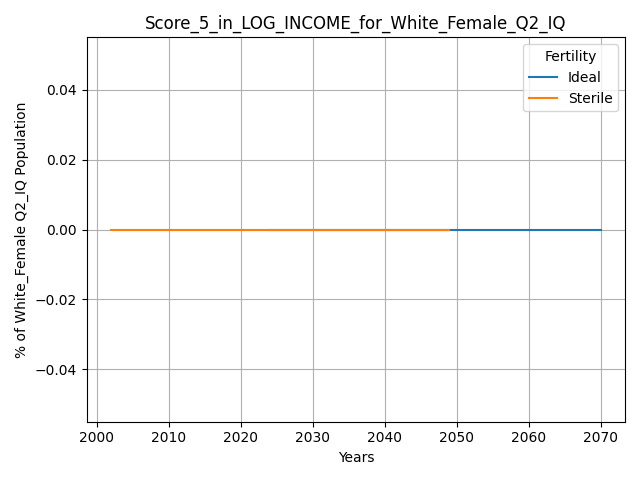 Score_5_in_LOG_INCOME_for_White_Female_Q2_IQ
Fertility
Ideal
Sterile
% of White_Female Q2_IQ Population
0.04
0.02
0.00
−0.02
−0.04
2000 2010 2020 2030 2040 2050 2060 2070
Years